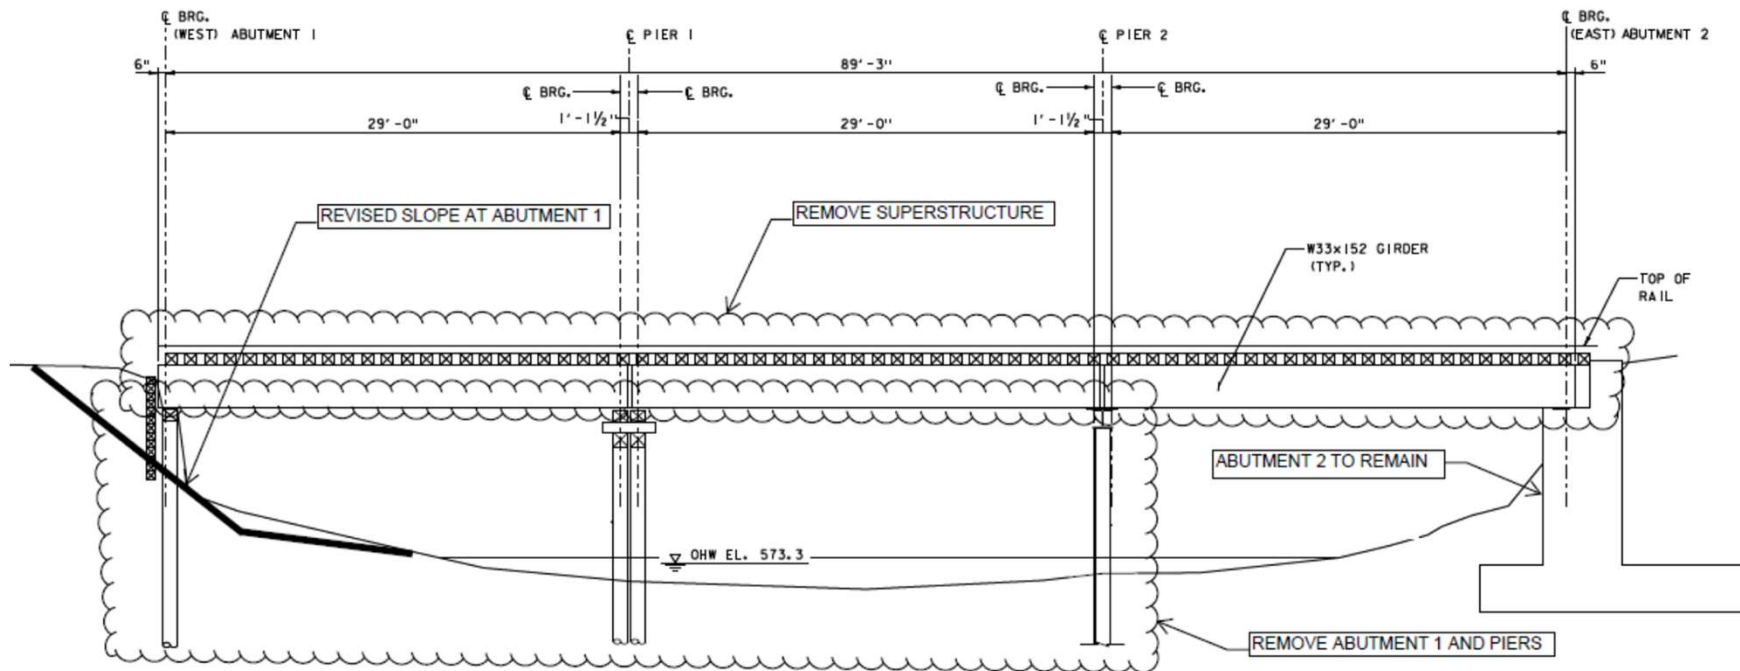 ℄ BRG.
(WEST) ABUTMENT 1
℄ PIER 1
℄ PIER 2
℄ BRG.
(EAST) ABUTMENT 2
6"
89'-3"
6"
℄ BRG.
℄ BRG.
℄ BRG.
℄ BRG.
29'-0"
1'-1½"
29'-0"
1'-1½"
29'-0"
REVISED SLOPE AT ABUTMENT 1
REMOVE SUPERSTRUCTURE
W33x152 GIRDER
(TYP.)
TOP OF
RAIL
ABUTMENT 2 TO REMAIN
OHW EL. 573.3
REMOVE ABUTMENT 1 AND PIERS